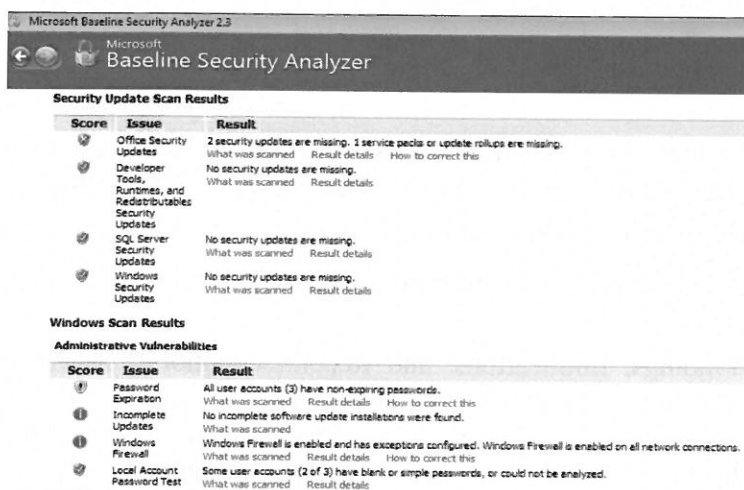 Microsoft Baseline Security Analyzer 2.3
Microsoft
Baseline Security Analyzer
Security Update Scan Results
Score Issue Result
Office Security Updates 2 security updates are missing. 1 service packs or update rollups are missing.
What was scanned Result details How to correct this
Developer Tools, Runtimes, and Redistributables Security Updates No security updates are missing.
What was scanned Result details
SQL Server Security Updates No security updates are missing.
What was scanned Result details
Windows Security Updates No security updates are missing.
What was scanned Result details
Windows Scan Results
Administrative Vulnerabilities
Score Issue Result
Password Expiration All user accounts (3) have non-expiring passwords.
What was scanned Result details How to correct this
Incomplete Updates No incomplete software update installations were found.
What was scanned
Windows Firewall Windows Firewall is enabled and has exceptions configured. Windows Firewall is enabled on all network connections.
What was scanned Result details How to correct this
Local Account Password Test Some user accounts (2 of 3) have blank or simple passwords, or could not be analyzed.
What was scanned Result details